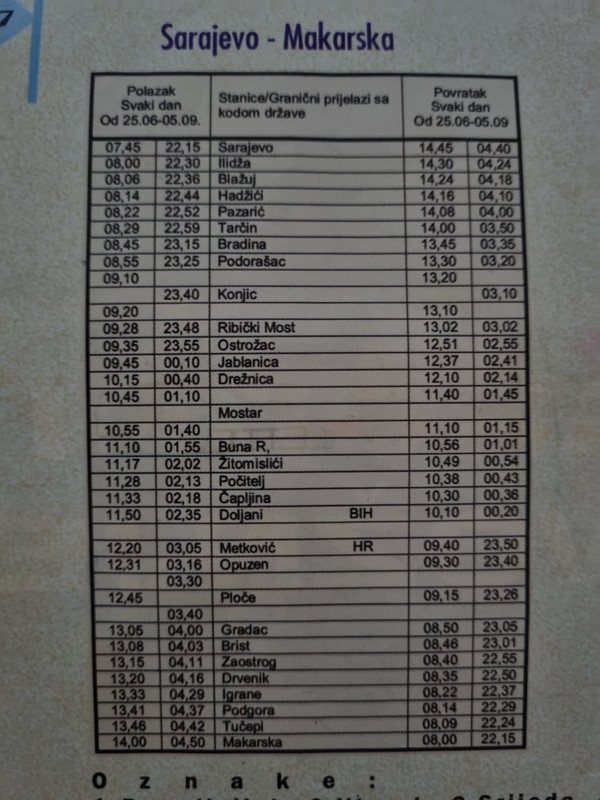 Sarajevo - Makarska
Polazak Svaki dan Od 25.06-05.09. Stanice/Granični prijelazi sa kodom države Povratak Svaki dan Od 25.06-05.09
07,45 22,15 Sarajevo 14,45 04,40
08,00 22,30 Ilidža 14,30 04,24
08,06 22,36 Blažuj 14,24 04,18
08,14 22,44 Hadžići 14,16 04,10
08,22 22,52 Pazarić 14,08 04,00
08,29 22,59 Tarčin 14,00 03,50
08,45 23,15 Bradina 13,45 03,35
08,55 23,25 Podorašac 13,30 03,20
09,10 13,20
23,40 Konjic 03,10
09,20 13,10
09,28 23,48 Ribički Most 13,02 03,02
09,35 23,55 Ostrožac 12,51 02,55
09,45 00,10 Jablanica 12,37 02,41
10,15 00,40 Drežnica 12,10 02,14
10,45 01,10 11,40 01,45
Mostar
10,55 01,40 11,10 01,15
11,10 01,55 Buna R, 10,56 01,01
11,17 02,02 Žitomislići 10,49 00,54
11,28 02,13 Počitelj 10,38 00,43
11,33 02,18 Čapljina 10,30 00,36
11,50 02,35 Doljani BIH 10,10 00,20
12,20 03,05 Metković HR 09,40 23,50
12,31 03,16 Opuzen 09,30 23,40
03,30
12,45 Ploče 09,15 23,26
03,40
13,05 04,00 Gradac 08,50 23,05
13,08 04,03 Brist 08,46 23,01
13,15 04,11 Zaostrog 08,40 22,55
13,20 04,16 Drvenik 08,35 22,50
13,33 04,29 Igrane 08,22 22,37
13,41 04,37 Podgora 08,14 22,29
13,46 04,42 Tučepi 08,09 22,24
14,00 04,50 Makarska 08,00 22,15
O z n a k e :